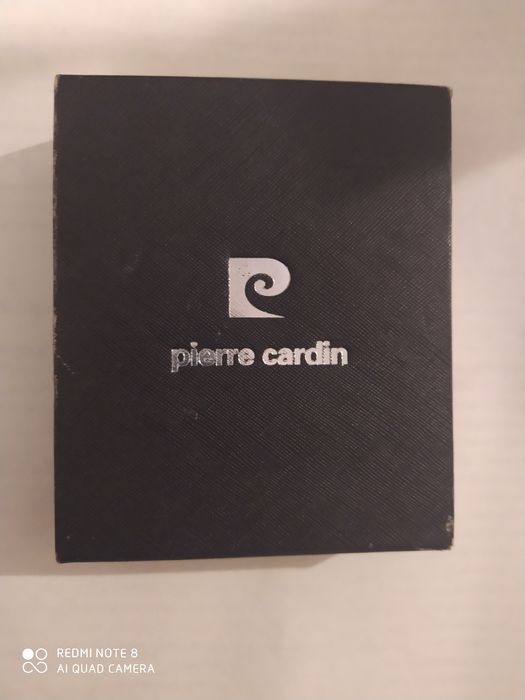 pierre cardin
REDMI NOTE 8
AI QUAD CAMERA